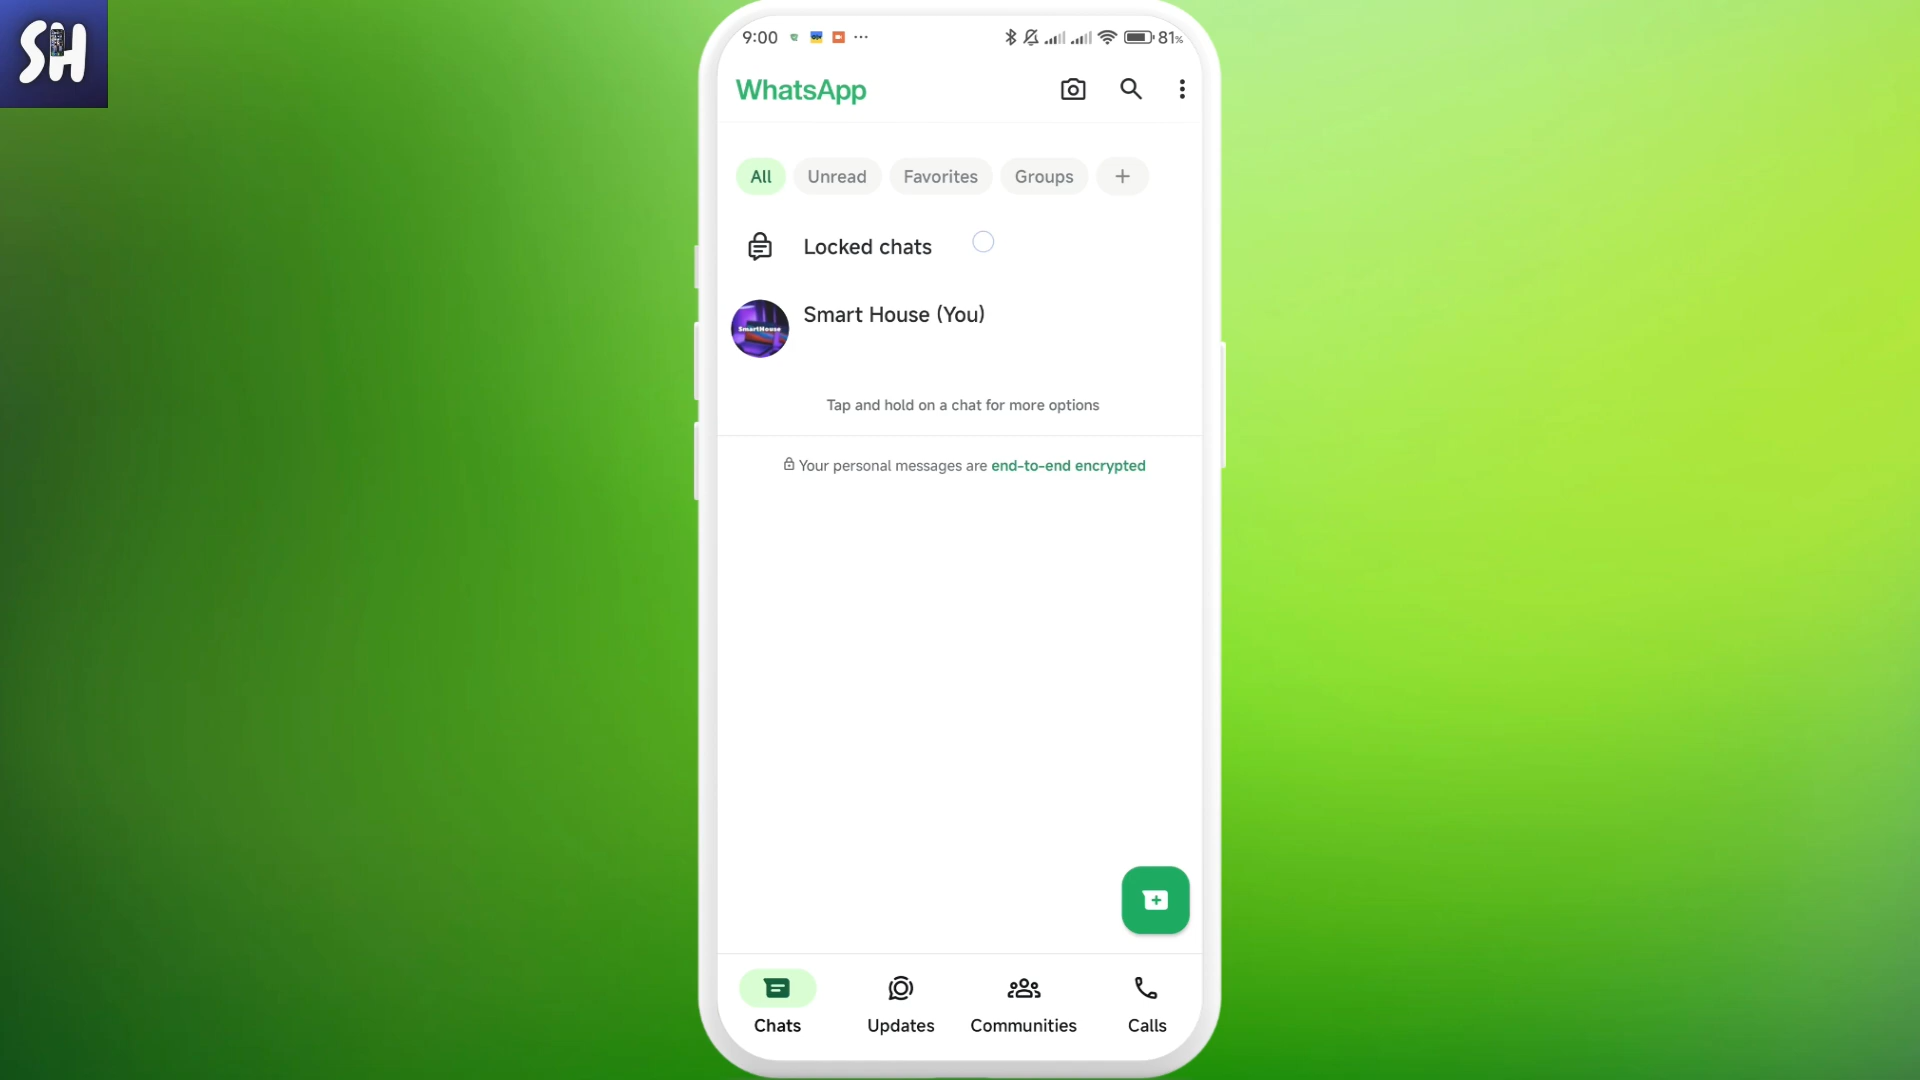 SH
9:00 81%
WhatsApp
All Unread Favorites Groups +
Locked chats
SmartHouse
Smart House (You)
Tap and hold on a chat for more options
Your personal messages are end-to-end encrypted
Chats Updates Communities Calls